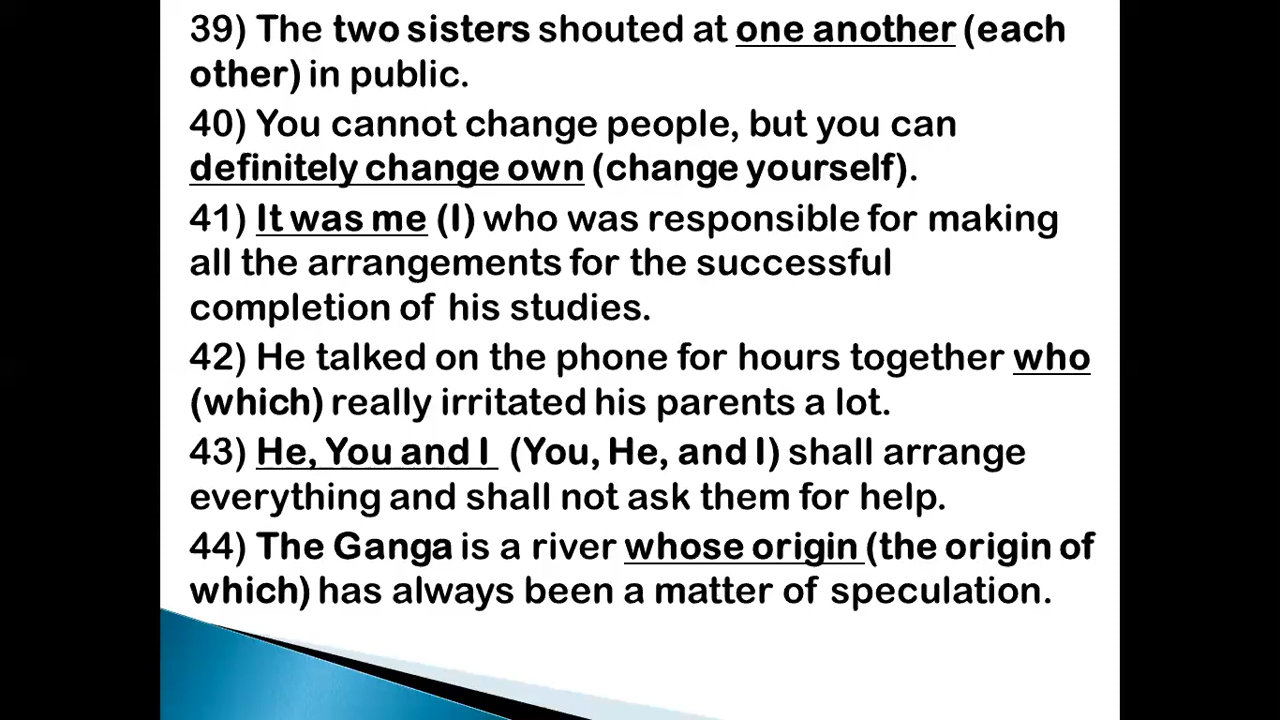 39) The two sisters shouted at one another (each
other) in public.
40) You cannot change people, but you can
definitely change own (change yourself).
41) It was me (I) who was responsible for making
all the arrangements for the successful
completion of his studies.
42) He talked on the phone for hours together who
(which) really irritated his parents a lot.
43) He, You and I (You, He, and I) shall arrange
everything and shall not ask them for help.
44) The Ganga is a river whose origin (the origin of
which) has always been a matter of speculation.